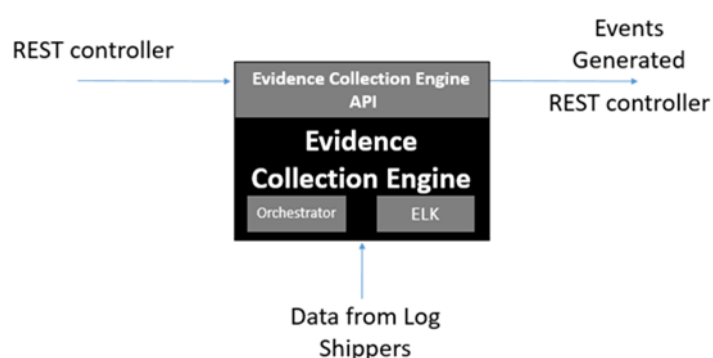 REST controller
Events
Generated
REST controller
Evidence Collection Engine
API
Evidence
Collection Engine
Orchestrator
ELK
Data from Log
Shippers